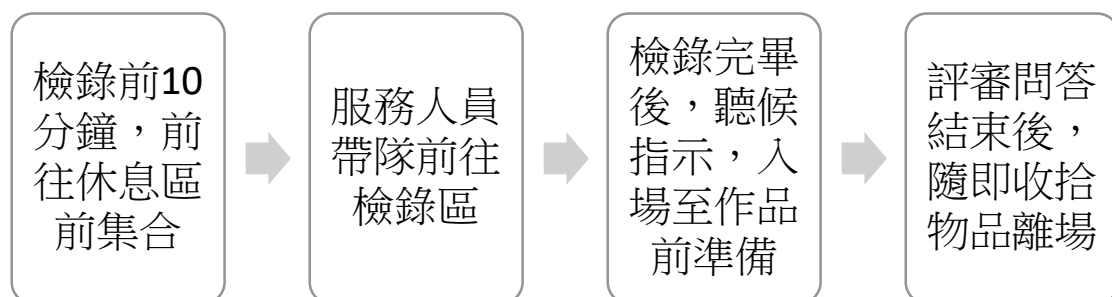 檢錄前10
分鐘，前
往休息區
前集合
服務人員
帶隊前往
檢錄區
檢錄完畢
後，聽候
指示，入
場至作品
前準備
評審問答
結束後，
隨即收拾
物品離場